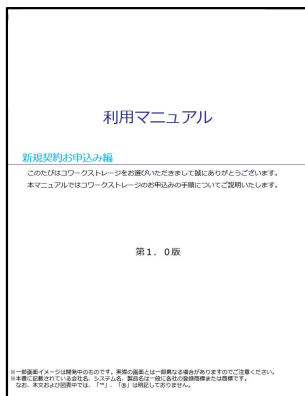 利用マニュアル
新規契約お申込み編
このたびはコワークストレージをお選びいただきまして誠にありがとうございます。
本マニュアルではコワークストレージのお申込みの手順についてご説明いたします。
第1．0版
※一部画面イメージは開発中のものです。実際の画面とは一部異なる場合がありますのでご注意ください。
※本書に記載されている会社名、システム名、製品名は一般に各社の登録商標または商標です。
なお、本文および図表中では、「™」、「®」は明記しておりません。